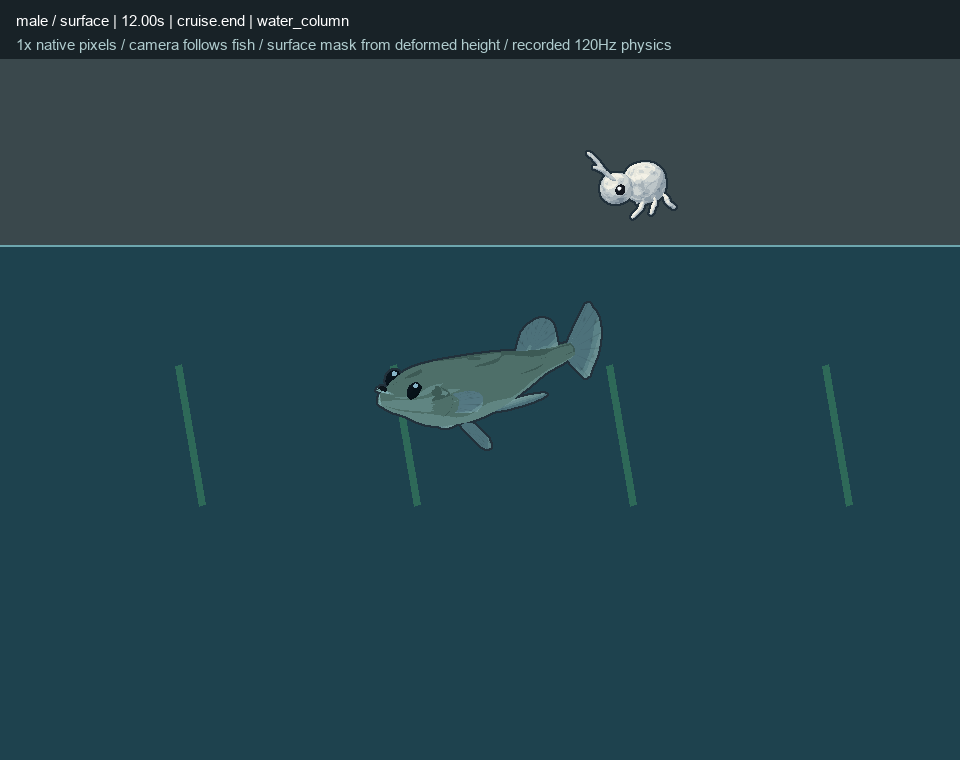 male / surface | 12.00s | cruise.end | water_column
1x native pixels / camera follows fish / surface mask from deformed height / recorded 120Hz physics